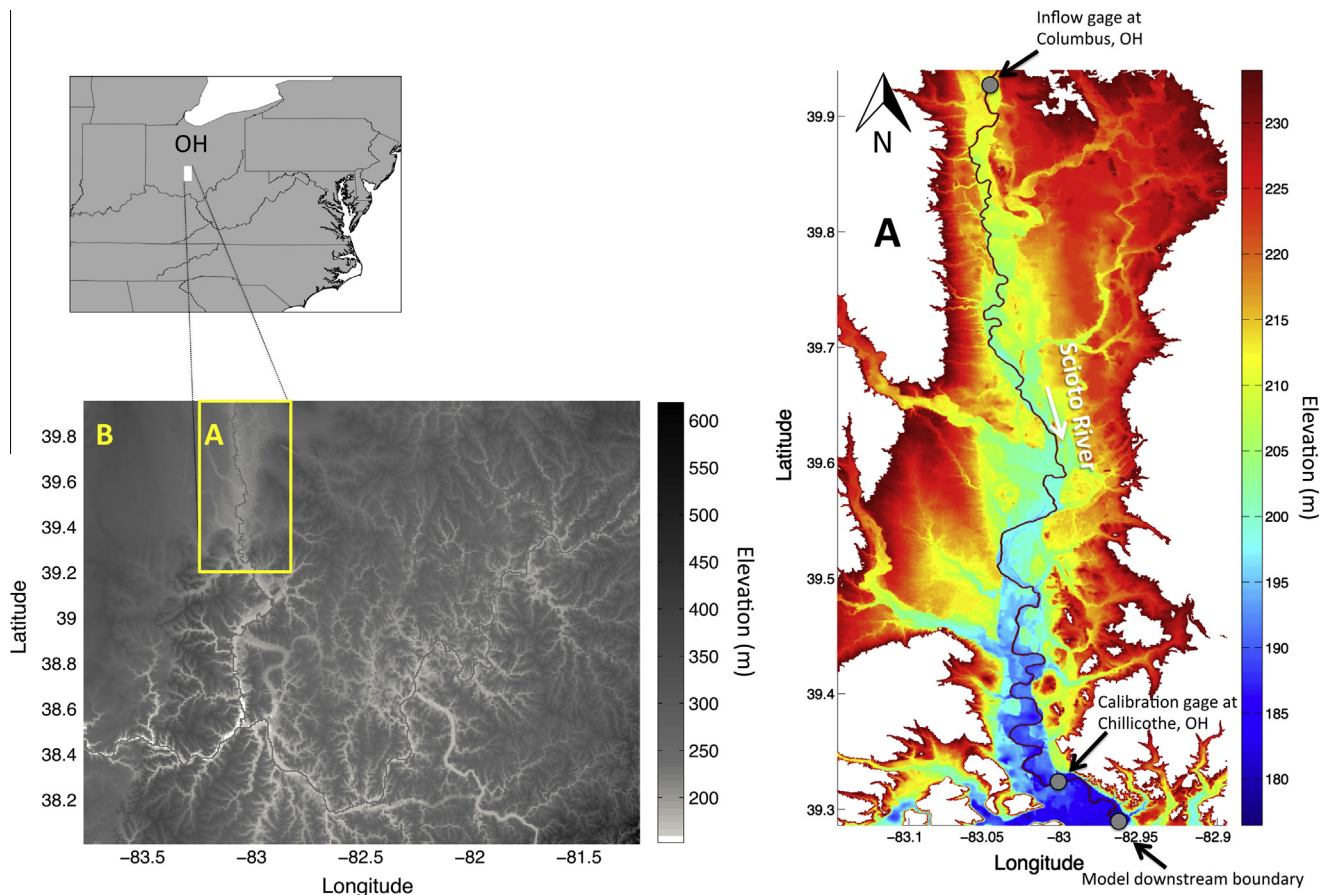 OH
B
A
39.8
39.6
39.4
39.2
39
38.8
38.6
38.4
38.2
Latitude
−83.5
−83
−82.5
−82
−81.5
Longitude
600
550
500
450
400
350
300
250
200
Elevation (m)
Inflow gage at
Columbus, OH
N
A
39.9
39.8
39.7
39.6
39.5
39.4
39.3
Latitude
Scioto River
Calibration gage at
Chillicothe, OH
−83.1
−83.05
−83
−82.95
−82.9
Longitude
Model downstream boundary
230
225
220
215
210
205
200
195
190
185
180
Elevation (m)